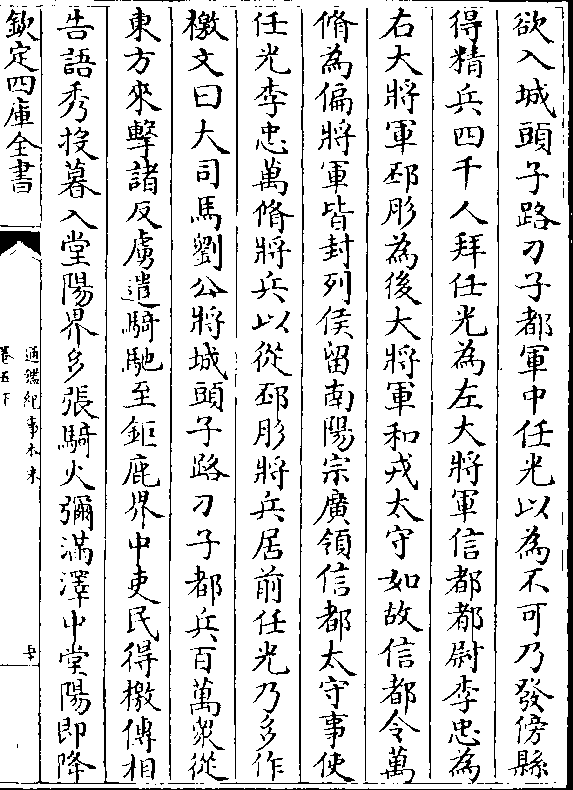 欲入城頭子路刀子都軍中任光以為不可乃發傍縣
得精兵四千人拜任光為左大將軍信都都尉李忠為
右大將軍邳彤為後大將軍和戎太守如故信都令萬
脩為偏將軍皆封列侯留南陽宗廣領信都太守事使
任光李忠萬脩將兵以從邳彤將兵居前任光乃多作
檄文曰大司馬劉公將城頭子路刀子都兵百萬衆從
東方來擊諸反虜遣騎馳至鉅鹿界中吏民得檄傳相
告語秀投暮入堂陽界多張騎火彌滿澤中堂陽即降
欽定四庫全書
通鑑紀事本末
卷五下